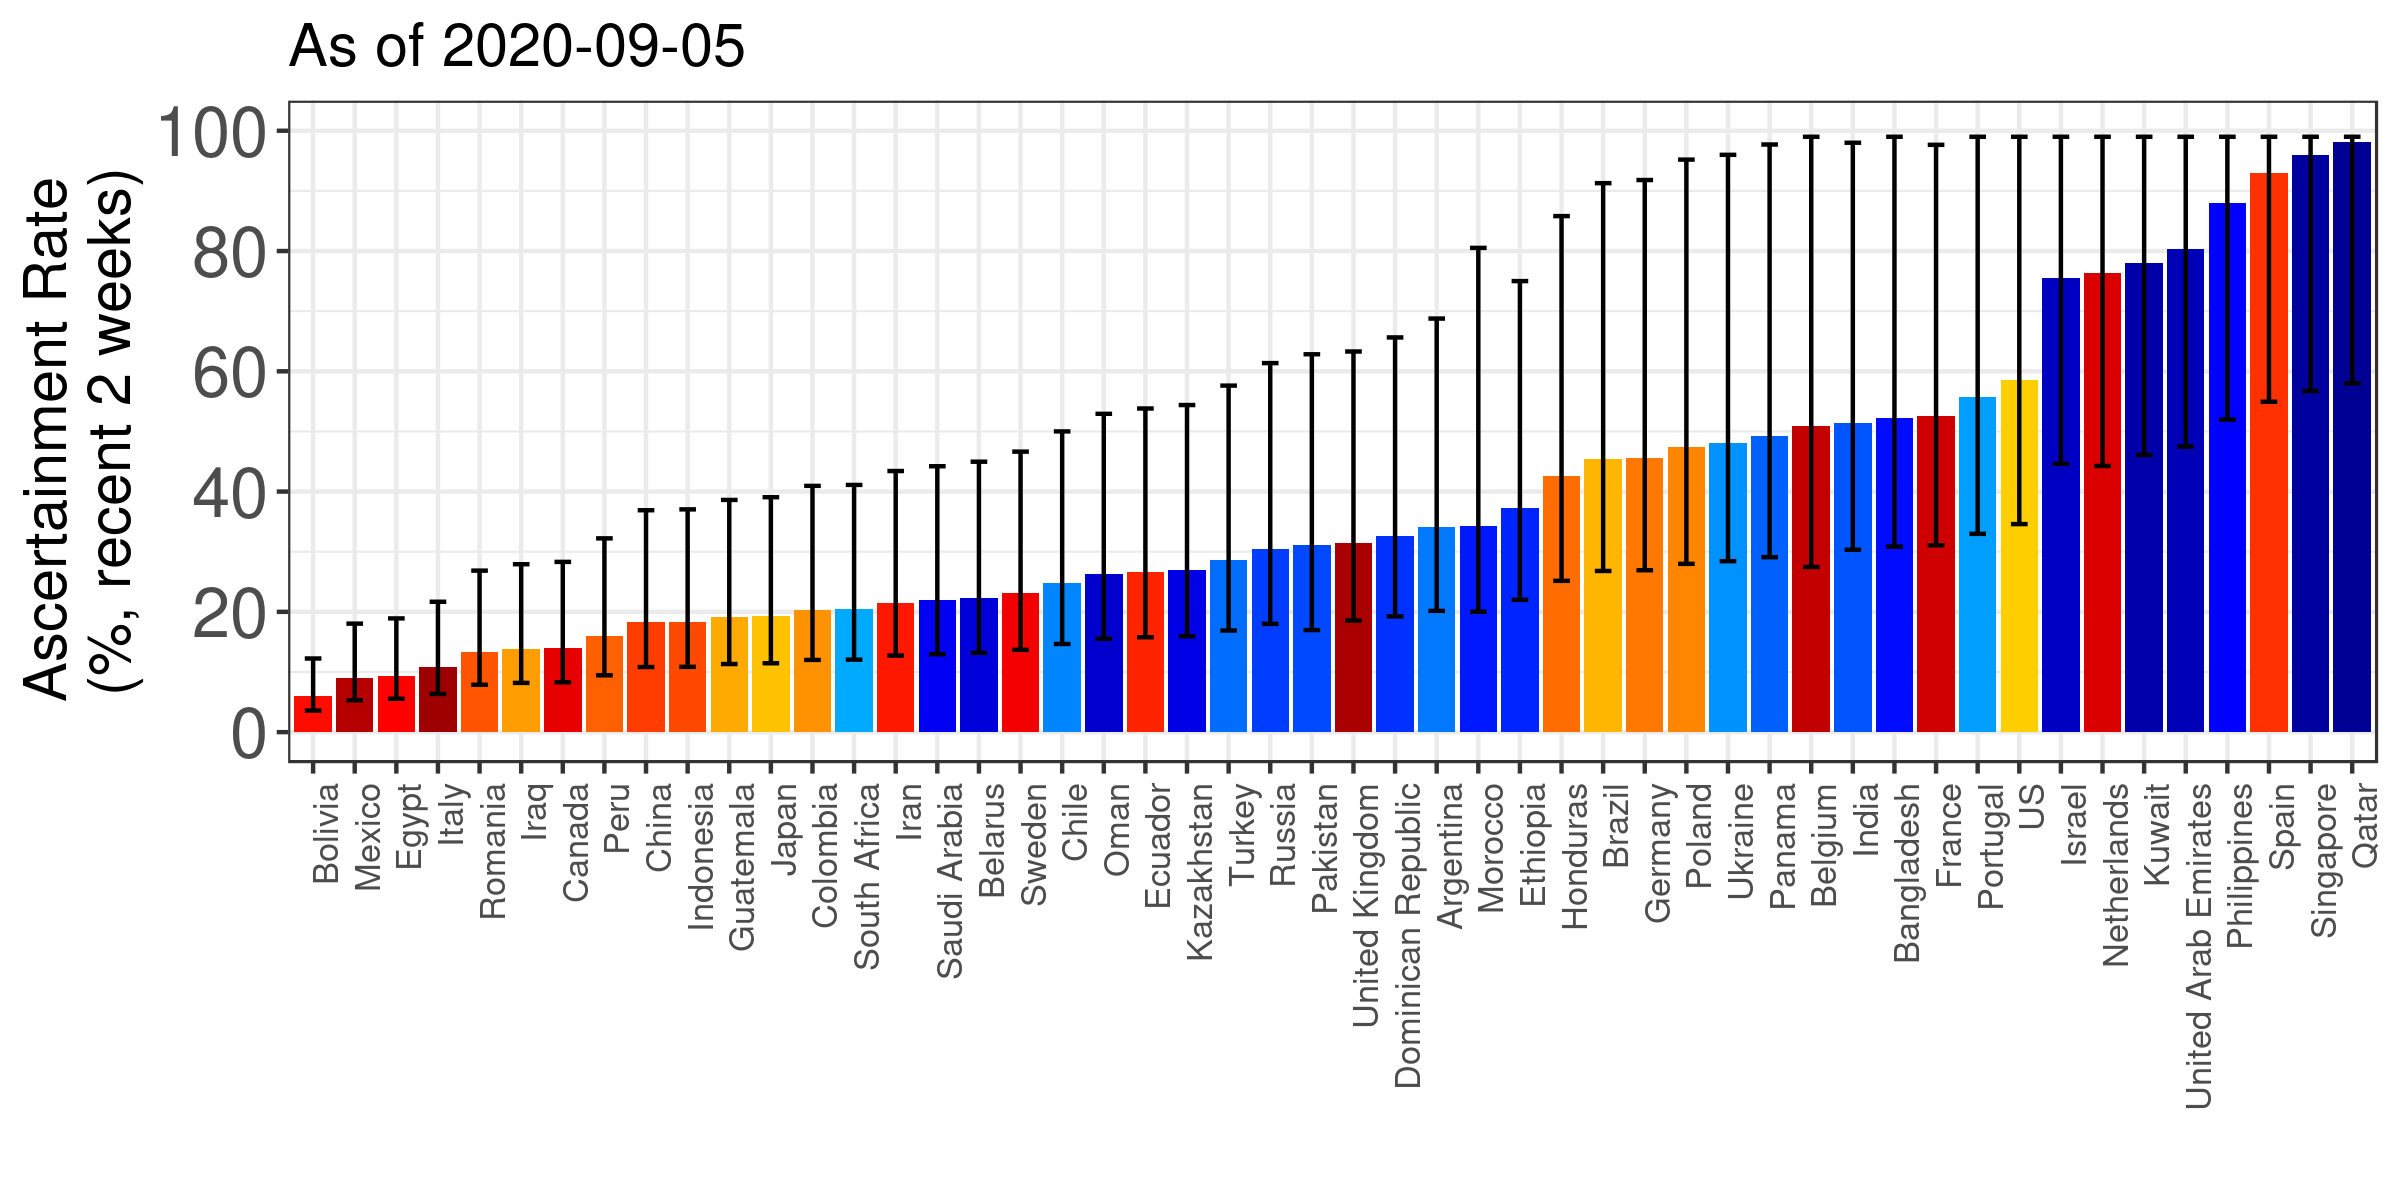 As of 2020-09-05
Ascertainment Rate
(%, recent 2 weeks)
100
80
60
40
20
0
Bolivia
Mexico
Egypt
Italy
Romania
Iraq
Canada
Peru
China
Indonesia
Guatemala
Japan
Colombia
South Africa
Iran
Saudi Arabia
Belarus
Sweden
Chile
Oman
Ecuador
Kazakhstan
Turkey
Russia
Pakistan
United Kingdom
Dominican Republic
Argentina
Morocco
Ethiopia
Honduras
Brazil
Germany
Poland
Ukraine
Panama
Belgium
India
Bangladesh
France
Portugal
US
Israel
Netherlands
Kuwait
United Arab Emirates
Philippines
Spain
Singapore
Qatar